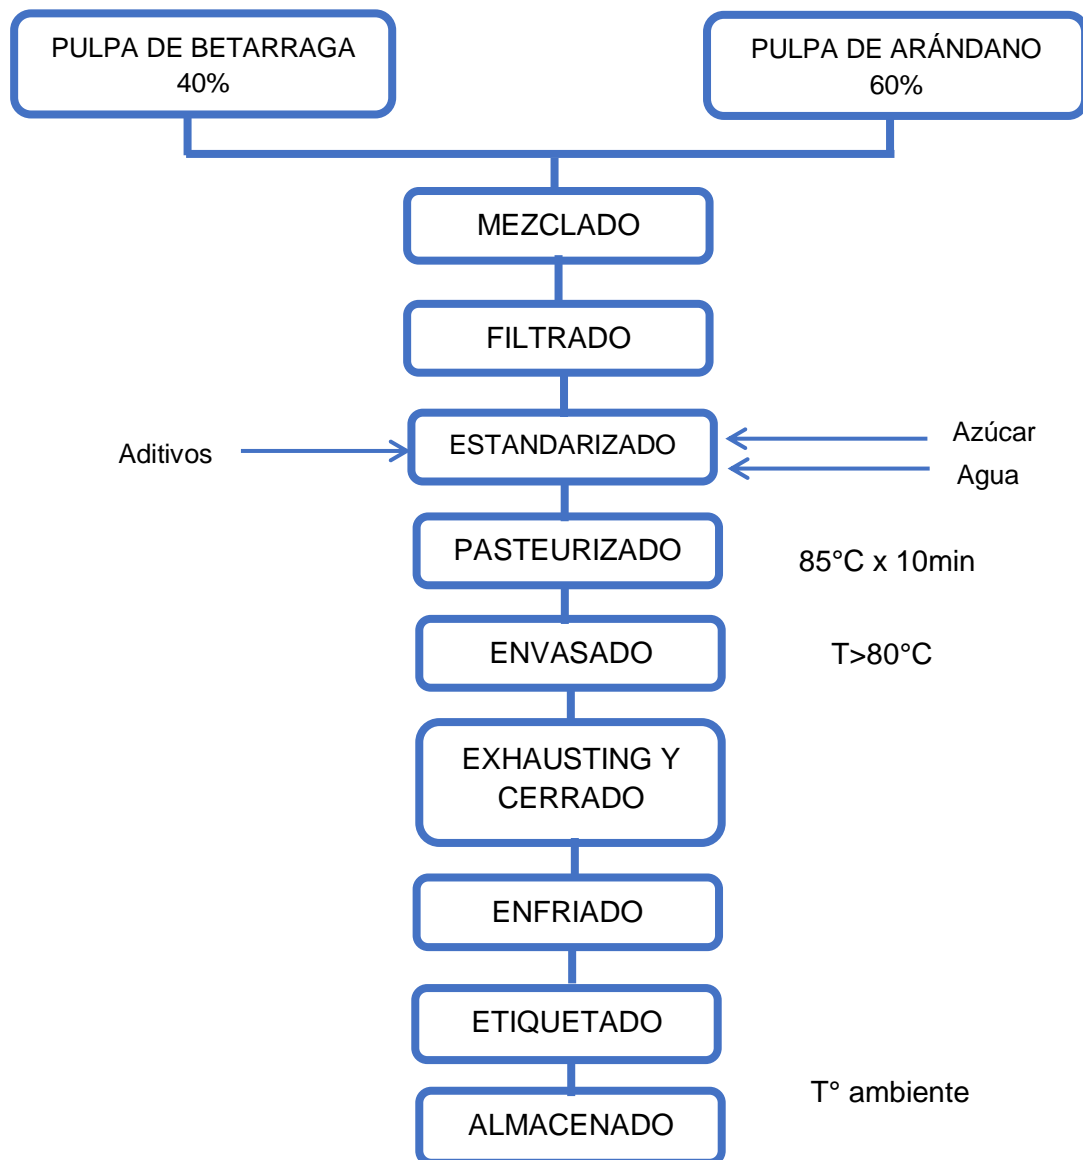 PULPA DE BETARRAGA
40%
PULPA DE ARÁNDANO
60%
MEZCLADO
FILTRADO
Aditivos
ESTANDARIZADO
Azúcar
Agua
PASTEURIZADO
85°C x 10min
ENVASADO
T>80°C
EXHAUSTING Y
CERRADO
ENFRIADO
ETIQUETADO
T° ambiente
ALMACENADO